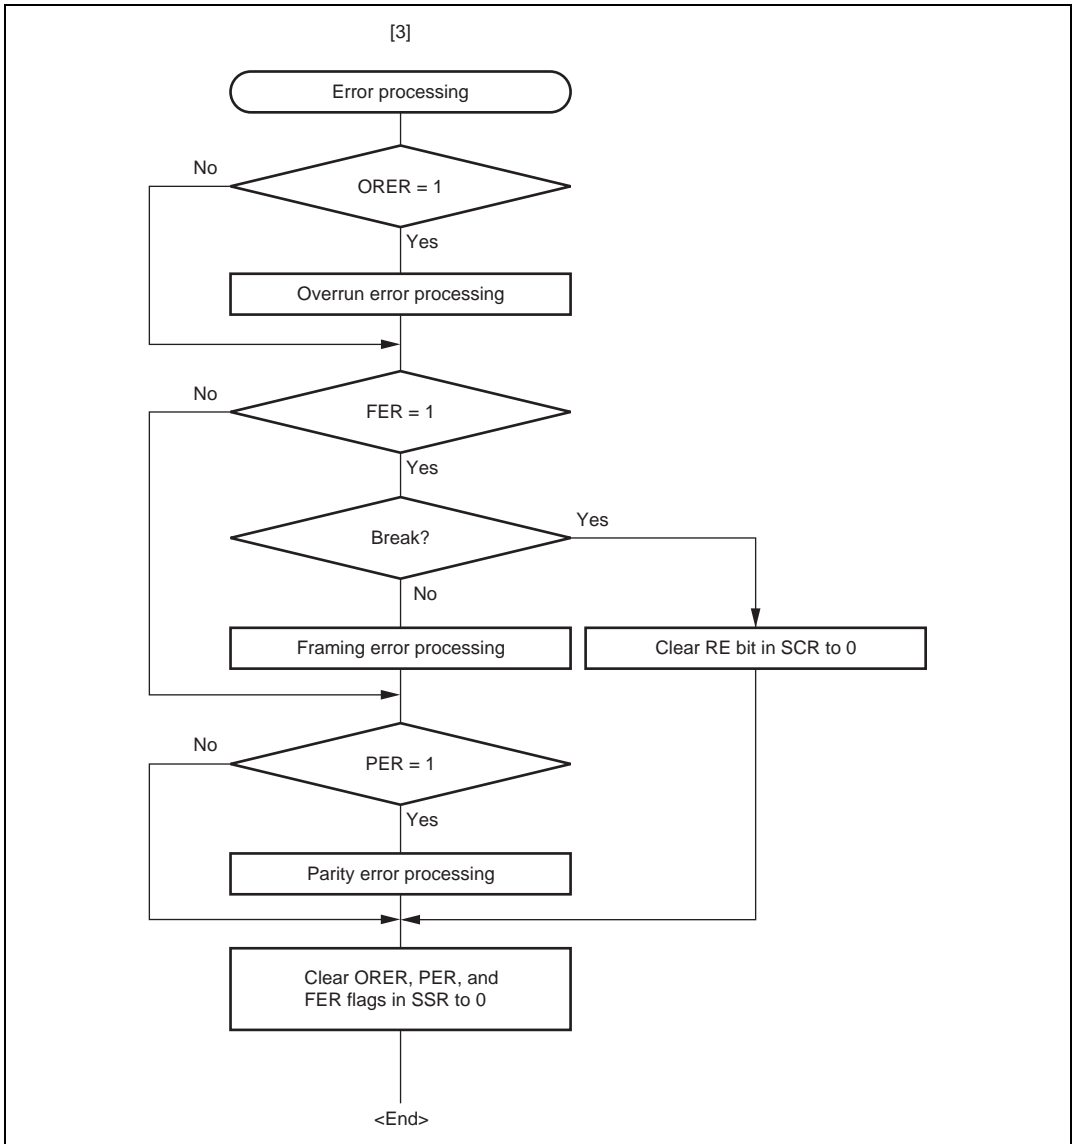 [3]
Error processing
No
ORER = 1
Yes
Overrun error processing
No
FER = 1
Yes
Break?
Yes
No
Framing error processing
Clear RE bit in SCR to 0
No
PER = 1
Yes
Parity error processing
Clear ORER, PER, and
FER flags in SSR to 0
<End>